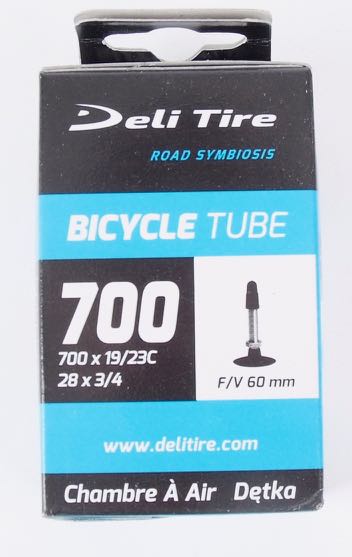 Deli Tire
ROAD SYMBIOSIS
BICYCLE TUBE
700
700 x 19/23C
28 x 3/4
F/V 60 mm
www.delitire.com
Chambre À Air Dętka